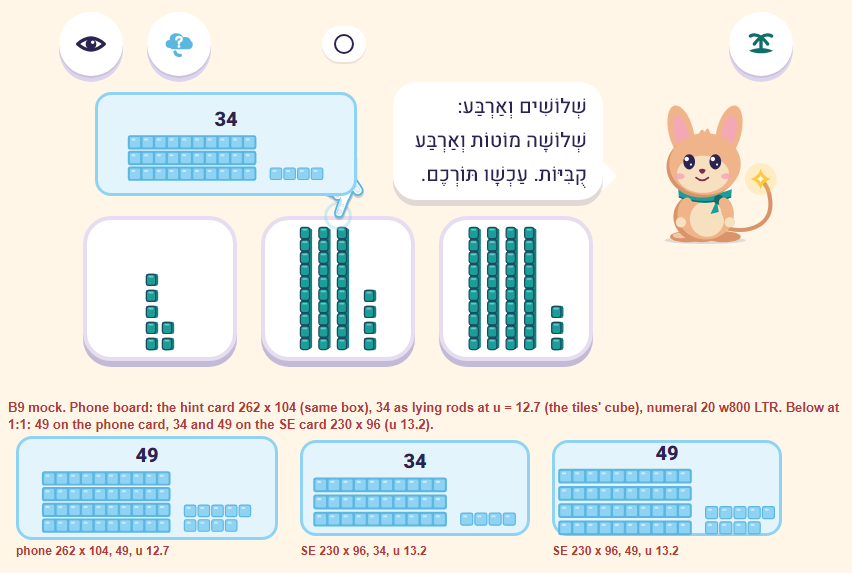 ?
34
שְׁלוֹשִׁים וְאַרְבַּע:
שְׁלוֹשָׁה מוֹטוֹת וְאַרְבַּע
קֻבִּיּוֹת. עַכְשָׁו תּוֹרְכֶם.
B9 mock. Phone board: the hint card 262 x 104 (same box), 34 as lying rods at u = 12.7 (the tiles' cube), numeral 20 w800 LTR. Below at
1:1: 49 on the phone card, 34 and 49 on the SE card 230 x 96 (u 13.2).
49
34
49
phone 262 x 104, 49, u 12.7
SE 230 x 96, 34, u 13.2
SE 230 x 96, 49, u 13.2